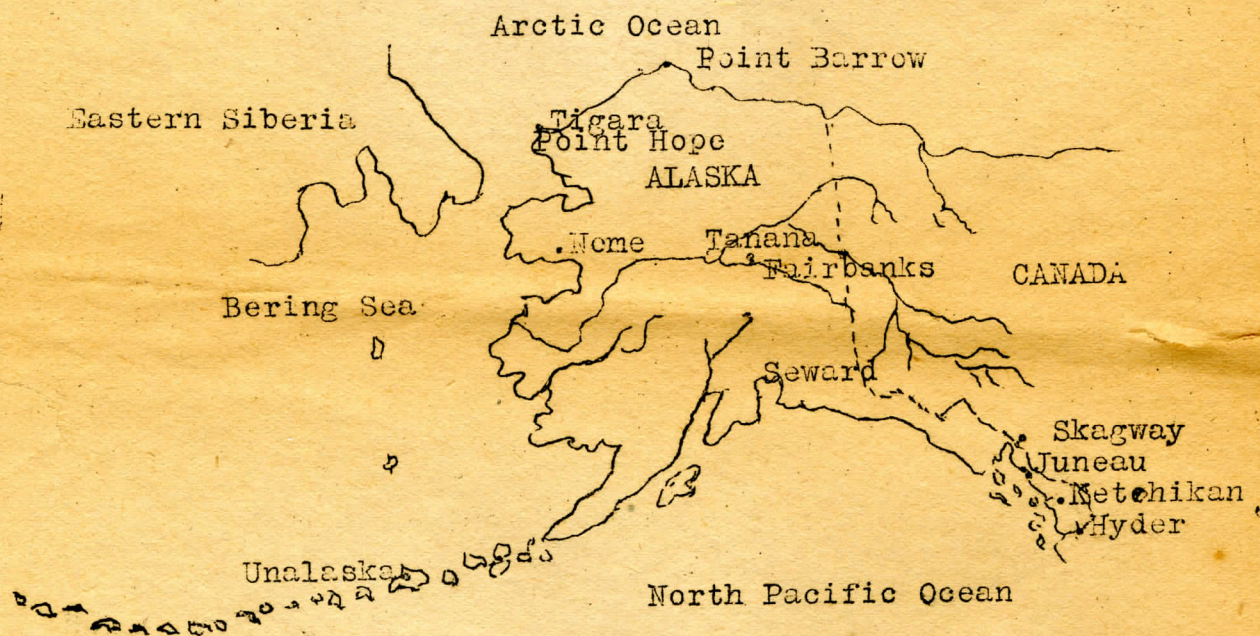 Arctic Ocean
Point Barrow
Eastern Siberia
Tigara
Point Hope
ALASKA
Nome
Tanana
Fairbanks
CANADA
Bering Sea
Seward
Skagway
Juneau
Ketchikan
Hyder
Unalaska
North Pacific Ocean